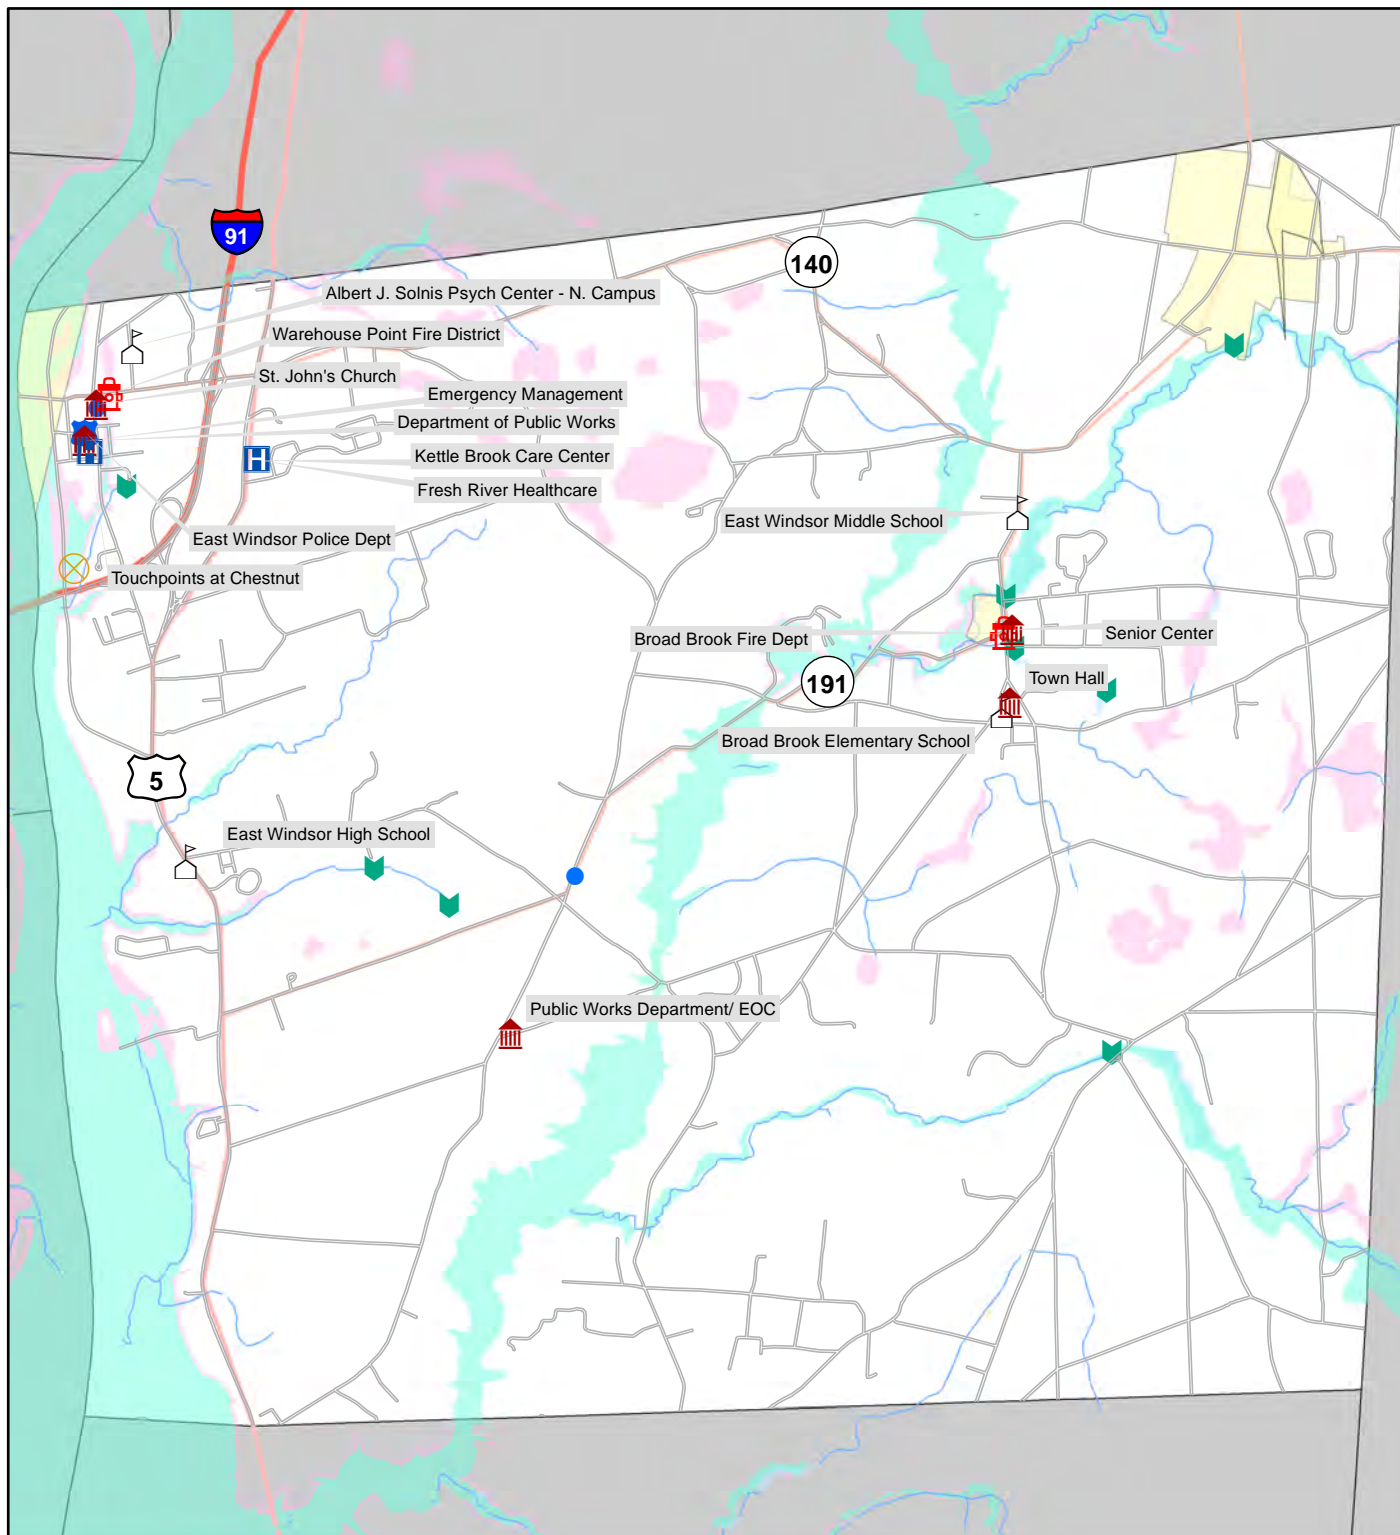 91
140
Albert J. Solnis Psych Center - N. Campus
Warehouse Point Fire District
St. John's Church
Emergency Management
Department of Public Works
Kettle Brook Care Center
H
H
Fresh River Healthcare
East Windsor Middle School
East Windsor Police Dept
Touchpoints at Chestnut
Broad Brook Fire Dept
Senior Center
191
Town Hall
Broad Brook Elementary School
5
East Windsor High School
Public Works Department/ EOC